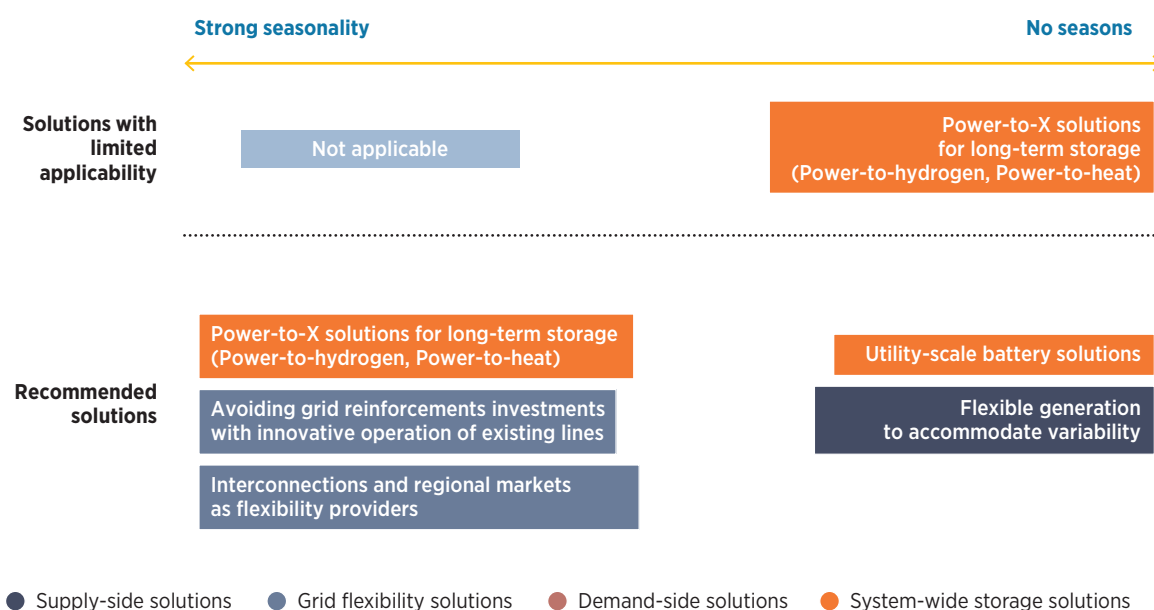 Strong seasonality
No seasons
Solutions with
limited
applicability
Not applicable
Power-to-X solutions
for long-term storage
(Power-to-hydrogen, Power-to-heat)
Recommended
solutions
Power-to-X solutions for long-term storage
(Power-to-hydrogen, Power-to-heat)
Avoiding grid reinforcements investments
with innovative operation of existing lines
Interconnections and regional markets
as flexibility providers
Utility-scale battery solutions
Flexible generation
to accommodate variability
Supply-side solutions
Grid flexibility solutions
Demand-side solutions
System-wide storage solutions